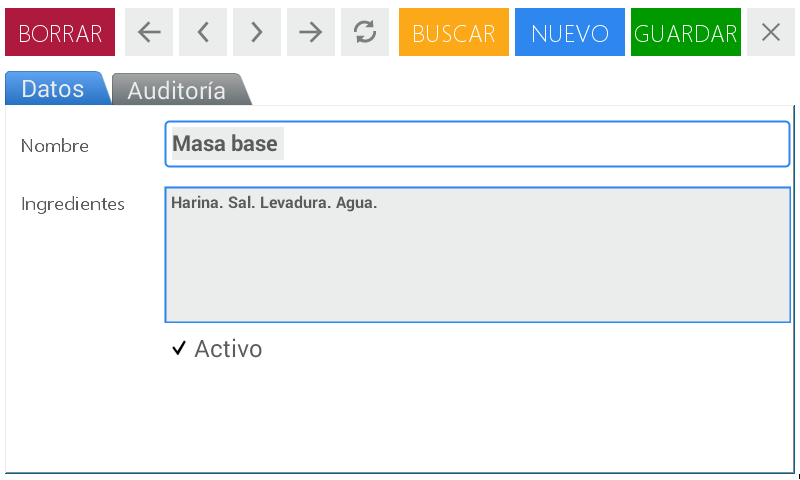 BORRAR BUSCAR NUEVO GUARDAR
Datos Auditoría
Nombre Masa base
Ingredientes Harina. Sal. Levadura. Agua.
Activo